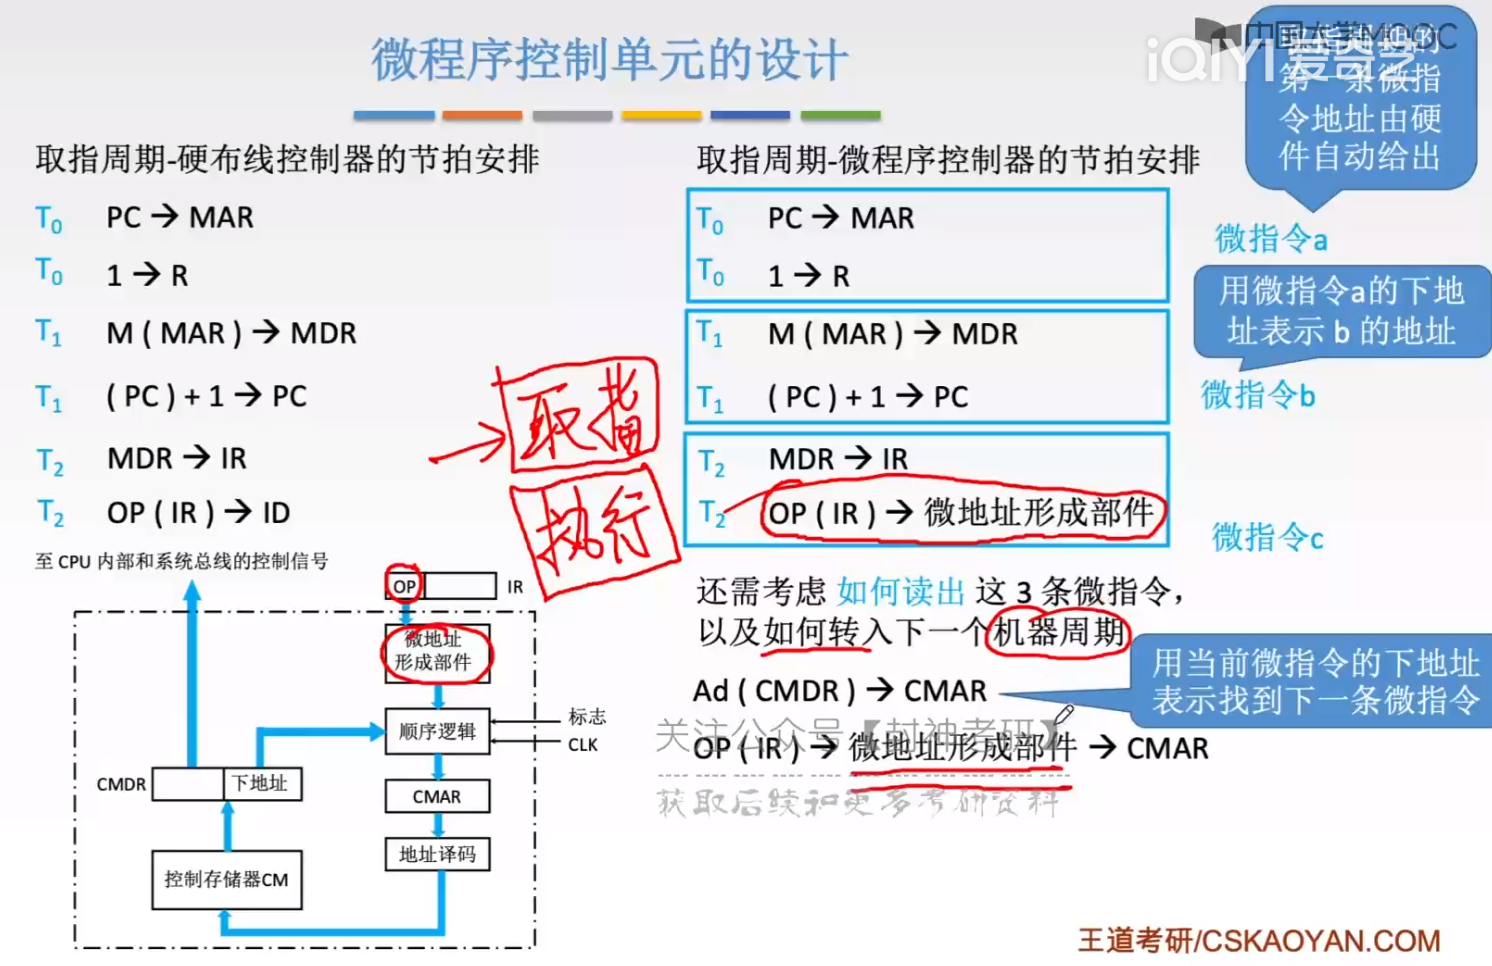 微程序控制单元的设计
中国大学MOOC
iQIYI 爱奇艺
第一条微指
令地址由硬
件自动给出
取指周期-硬布线控制器的节拍安排
T0 PC → MAR
T0 1 → R
T1 M ( MAR ) → MDR
T1 ( PC ) + 1 → PC
T2 MDR → IR
T2 OP ( IR ) → ID
取指
执行
取指周期-微程序控制器的节拍安排
T0 PC → MAR
T0 1 → R
T1 M ( MAR ) → MDR
T1 ( PC ) + 1 → PC
T2 MDR → IR
T2 OP ( IR ) → 微地址形成部件
微指令a
用微指令a的下地
址表示 b 的地址
微指令b
微指令c
至 CPU 内部和系统总线的控制信号
OP IR
微地址
形成部件
顺序逻辑
标志
CLK
CMDR 下地址
CMAR
地址译码
控制存储器CM
还需考虑 如何读出 这 3 条微指令，
以及如何转入下一个机器周期
用当前微指令的下地址
表示找到下一条微指令
Ad ( CMDR ) → CMAR
关注公众号【封神考研】
OP ( IR ) → 微地址形成部件 → CMAR
获取后续和更多考研资料
王道考研/CSKAOYAN.COM